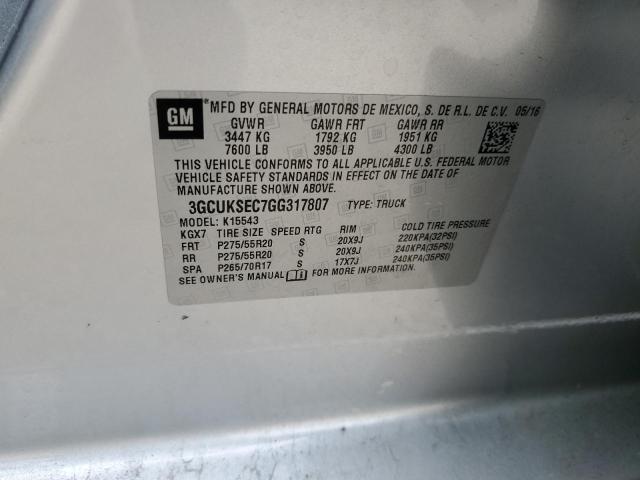 GM
MFD BY GENERAL MOTORS DE MEXICO, S. DE R.L. DE C.V. 05/16
GVWR GAWR FRT GAWR RR
3447 KG 1792 KG 1951 KG
7600 LB 3950 LB 4300 LB
THIS VEHICLE CONFORMS TO ALL APPLICABLE U.S. FEDERAL MOTOR
VEHICLE SAFETY STANDARDS IN EFFECT ON THE DATE OF
MANUFACTURE SHOWN ABOVE.
3GCUKSEC7GG317807 TYPE: TRUCK
MODEL: K15543
KGX7 TIRE SIZE SPEED RTG RIM COLD TIRE PRESSURE
FRT P275/55R20 S 20X9J 220KPA(32PSI)
RR P275/55R20 S 20X9J 240KPA(35PSI)
SPA P265/70R17 S 17X7J 240KPA(35PSI)
SEE OWNER'S MANUAL FOR MORE INFORMATION.